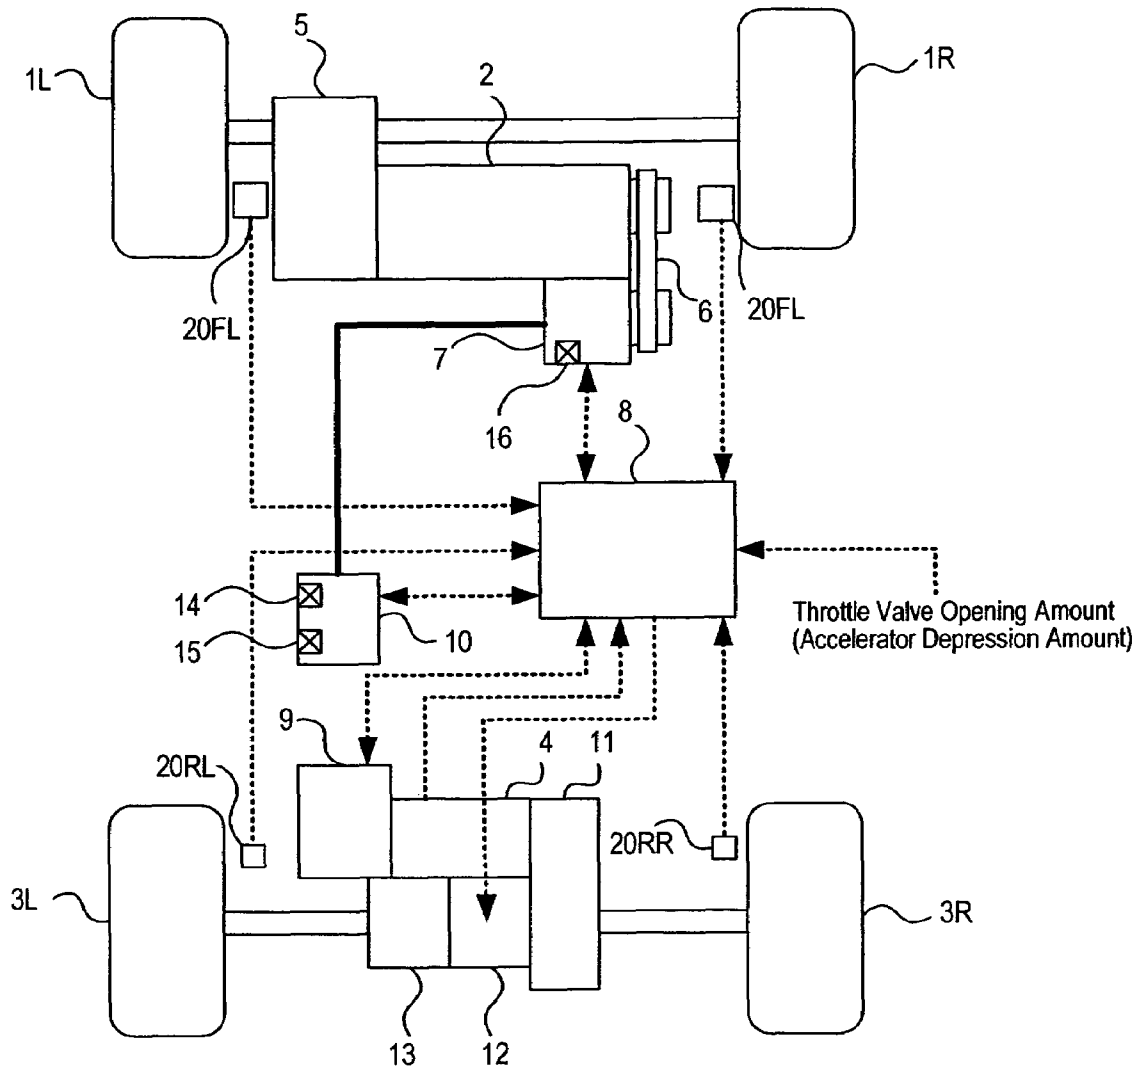 5
2
1L
1R
20FL
7
6
20FL
16
8
14
15
10
Throttle Valve Opening Amount
(Accelerator Depression Amount)
9
4
11
20RL
20RR
3L
3R
13
12